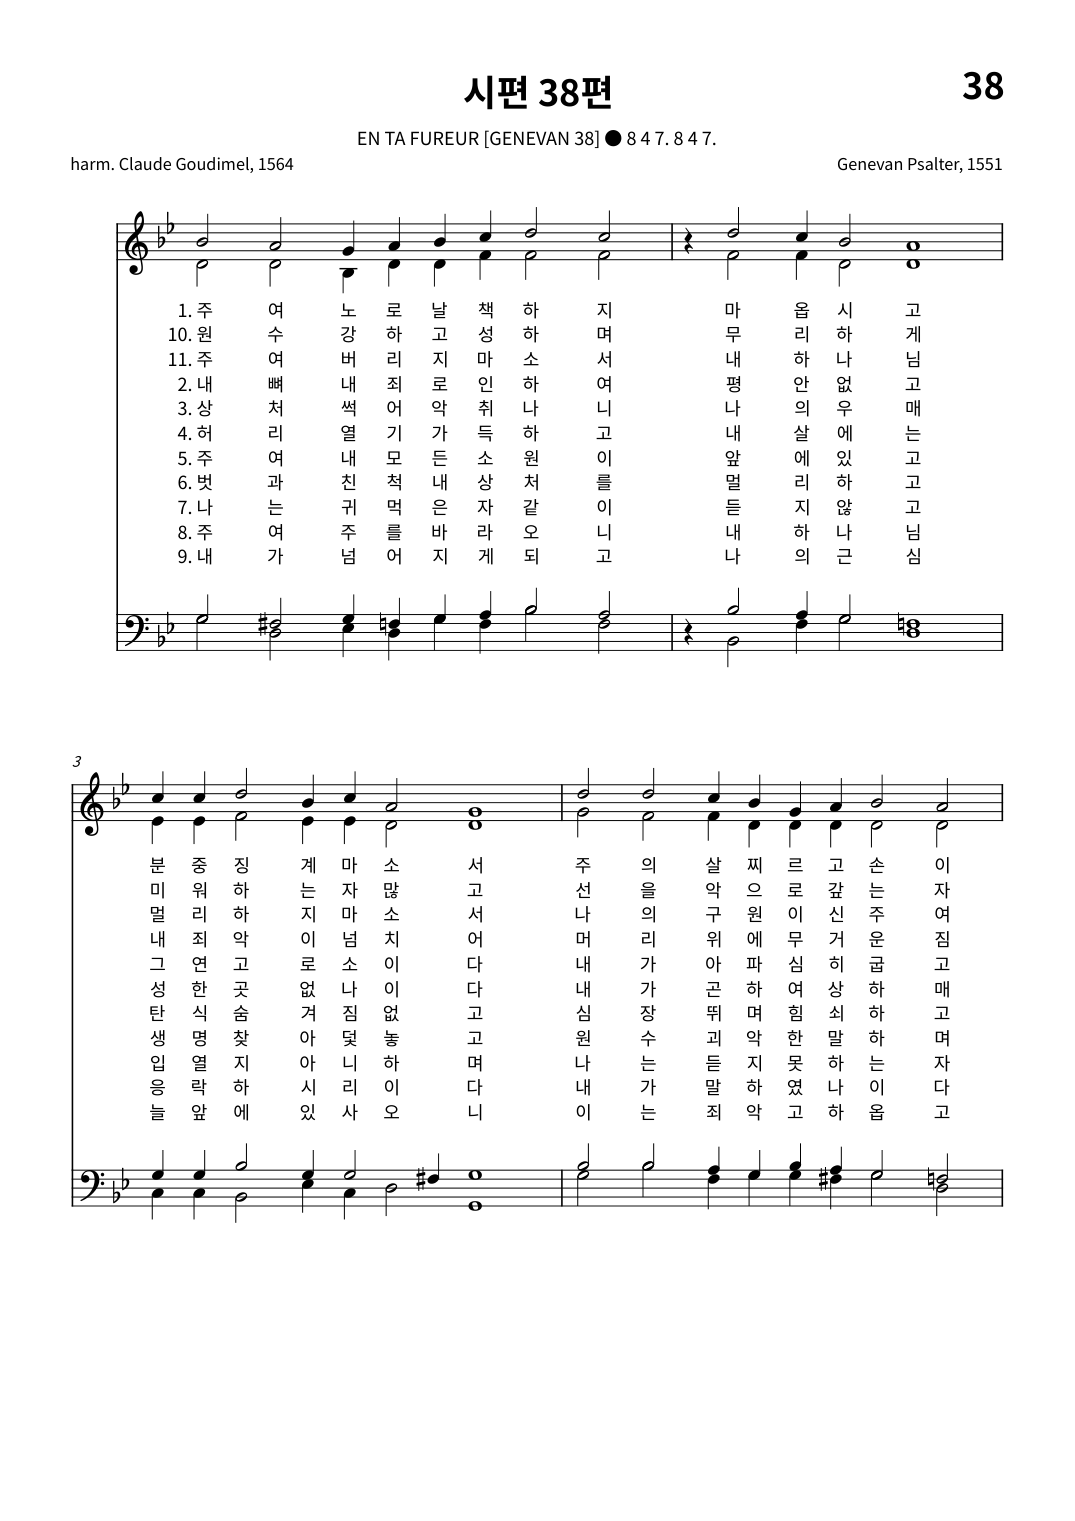 시편 38편
38
EN TA FUREUR [GENEVAN 38] ● 8 4 7. 8 4 7.
harm. Claude Goudimel, 1564
Genevan Psalter, 1551
1. 주 여 노 로 날 책 하 지 마 옵 시 고
10. 원 수 강 하 고 성 하 며 무 리 하 게
11. 주 여 버 리 지 마 소 서 내 하 나 님
2. 내 뼈 내 죄 로 인 하 여 평 안 없 고
3. 상 처 썩 어 악 취 나 니 나 의 우 매
4. 허 리 열 기 가 득 하 고 내 살 에 는
5. 주 여 내 모 든 소 원 이 앞 에 있 고
6. 벗 과 친 척 내 상 처 를 멀 리 하 고
7. 나 는 귀 먹 은 자 같 이 듣 지 않 고
8. 주 여 주 를 바 라 오 니 내 하 나 님
9. 내 가 넘 어 지 게 되 고 나 의 근 심
3
분 중 징 계 마 소 서 주 의 살 찌 르 고 손 이
미 워 하 는 자 많 고 선 을 악 으 로 갚 는 자
멀 리 하 지 마 소 서 나 의 구 원 이 신 주 여
내 죄 악 이 넘 치 어 머 리 위 에 무 거 운 짐
그 연 고 로 소 이 다 내 가 아 파 심 히 굽 고
성 한 곳 없 나 이 다 내 가 곤 하 여 상 하 매
탄 식 숨 겨 짐 없 고 심 장 뛰 며 힘 쇠 하 고
생 명 찾 아 덫 놓 고 원 수 괴 악 한 말 하 며
입 열 지 아 니 하 며 나 는 듣 지 못 하 는 자
응 락 하 시 리 이 다 내 가 말 하 였 나 이 다
늘 앞 에 있 사 오 니 이 는 죄 악 고 하 옵 고